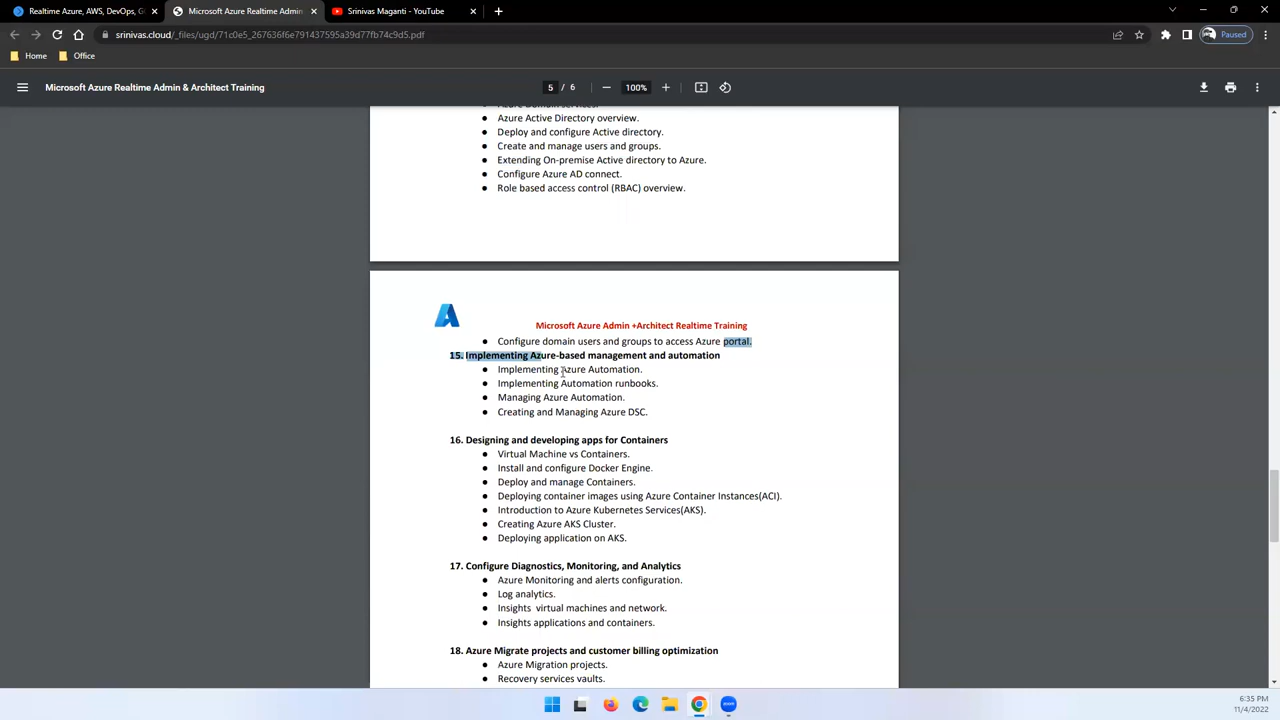 Realtime Azure, AWS, DevOps, G
Microsoft Azure Realtime Admin
Srinivas Maganti - YouTube
srinivas.cloud/_files/ugd/71c0e5_267636f6e791437595a39d77fb74c9d5.pdf
Paused
Home
Office
Microsoft Azure Realtime Admin & Architect Training
5 / 6
100%
Azure Domain services.
● Azure Active Directory overview.
● Deploy and configure Active directory.
● Create and manage users and groups.
● Extending On-premise Active directory to Azure.
● Configure Azure AD connect.
● Role based access control (RBAC) overview.
Microsoft Azure Admin +Architect Realtime Training
● Configure domain users and groups to access Azure portal.
15. Implementing Azure-based management and automation
● Implementing Azure Automation.
● Implementing Automation runbooks.
● Managing Azure Automation.
● Creating and Managing Azure DSC.
16. Designing and developing apps for Containers
● Virtual Machine vs Containers.
● Install and configure Docker Engine.
● Deploy and manage Containers.
● Deploying container images using Azure Container Instances(ACI).
● Introduction to Azure Kubernetes Services(AKS).
● Creating Azure AKS Cluster.
● Deploying application on AKS.
17. Configure Diagnostics, Monitoring, and Analytics
● Azure Monitoring and alerts configuration.
● Log analytics.
● Insights virtual machines and network.
● Insights applications and containers.
18. Azure Migrate projects and customer billing optimization
● Azure Migration projects.
● Recovery services vaults.
6:35 PM
11/4/2022